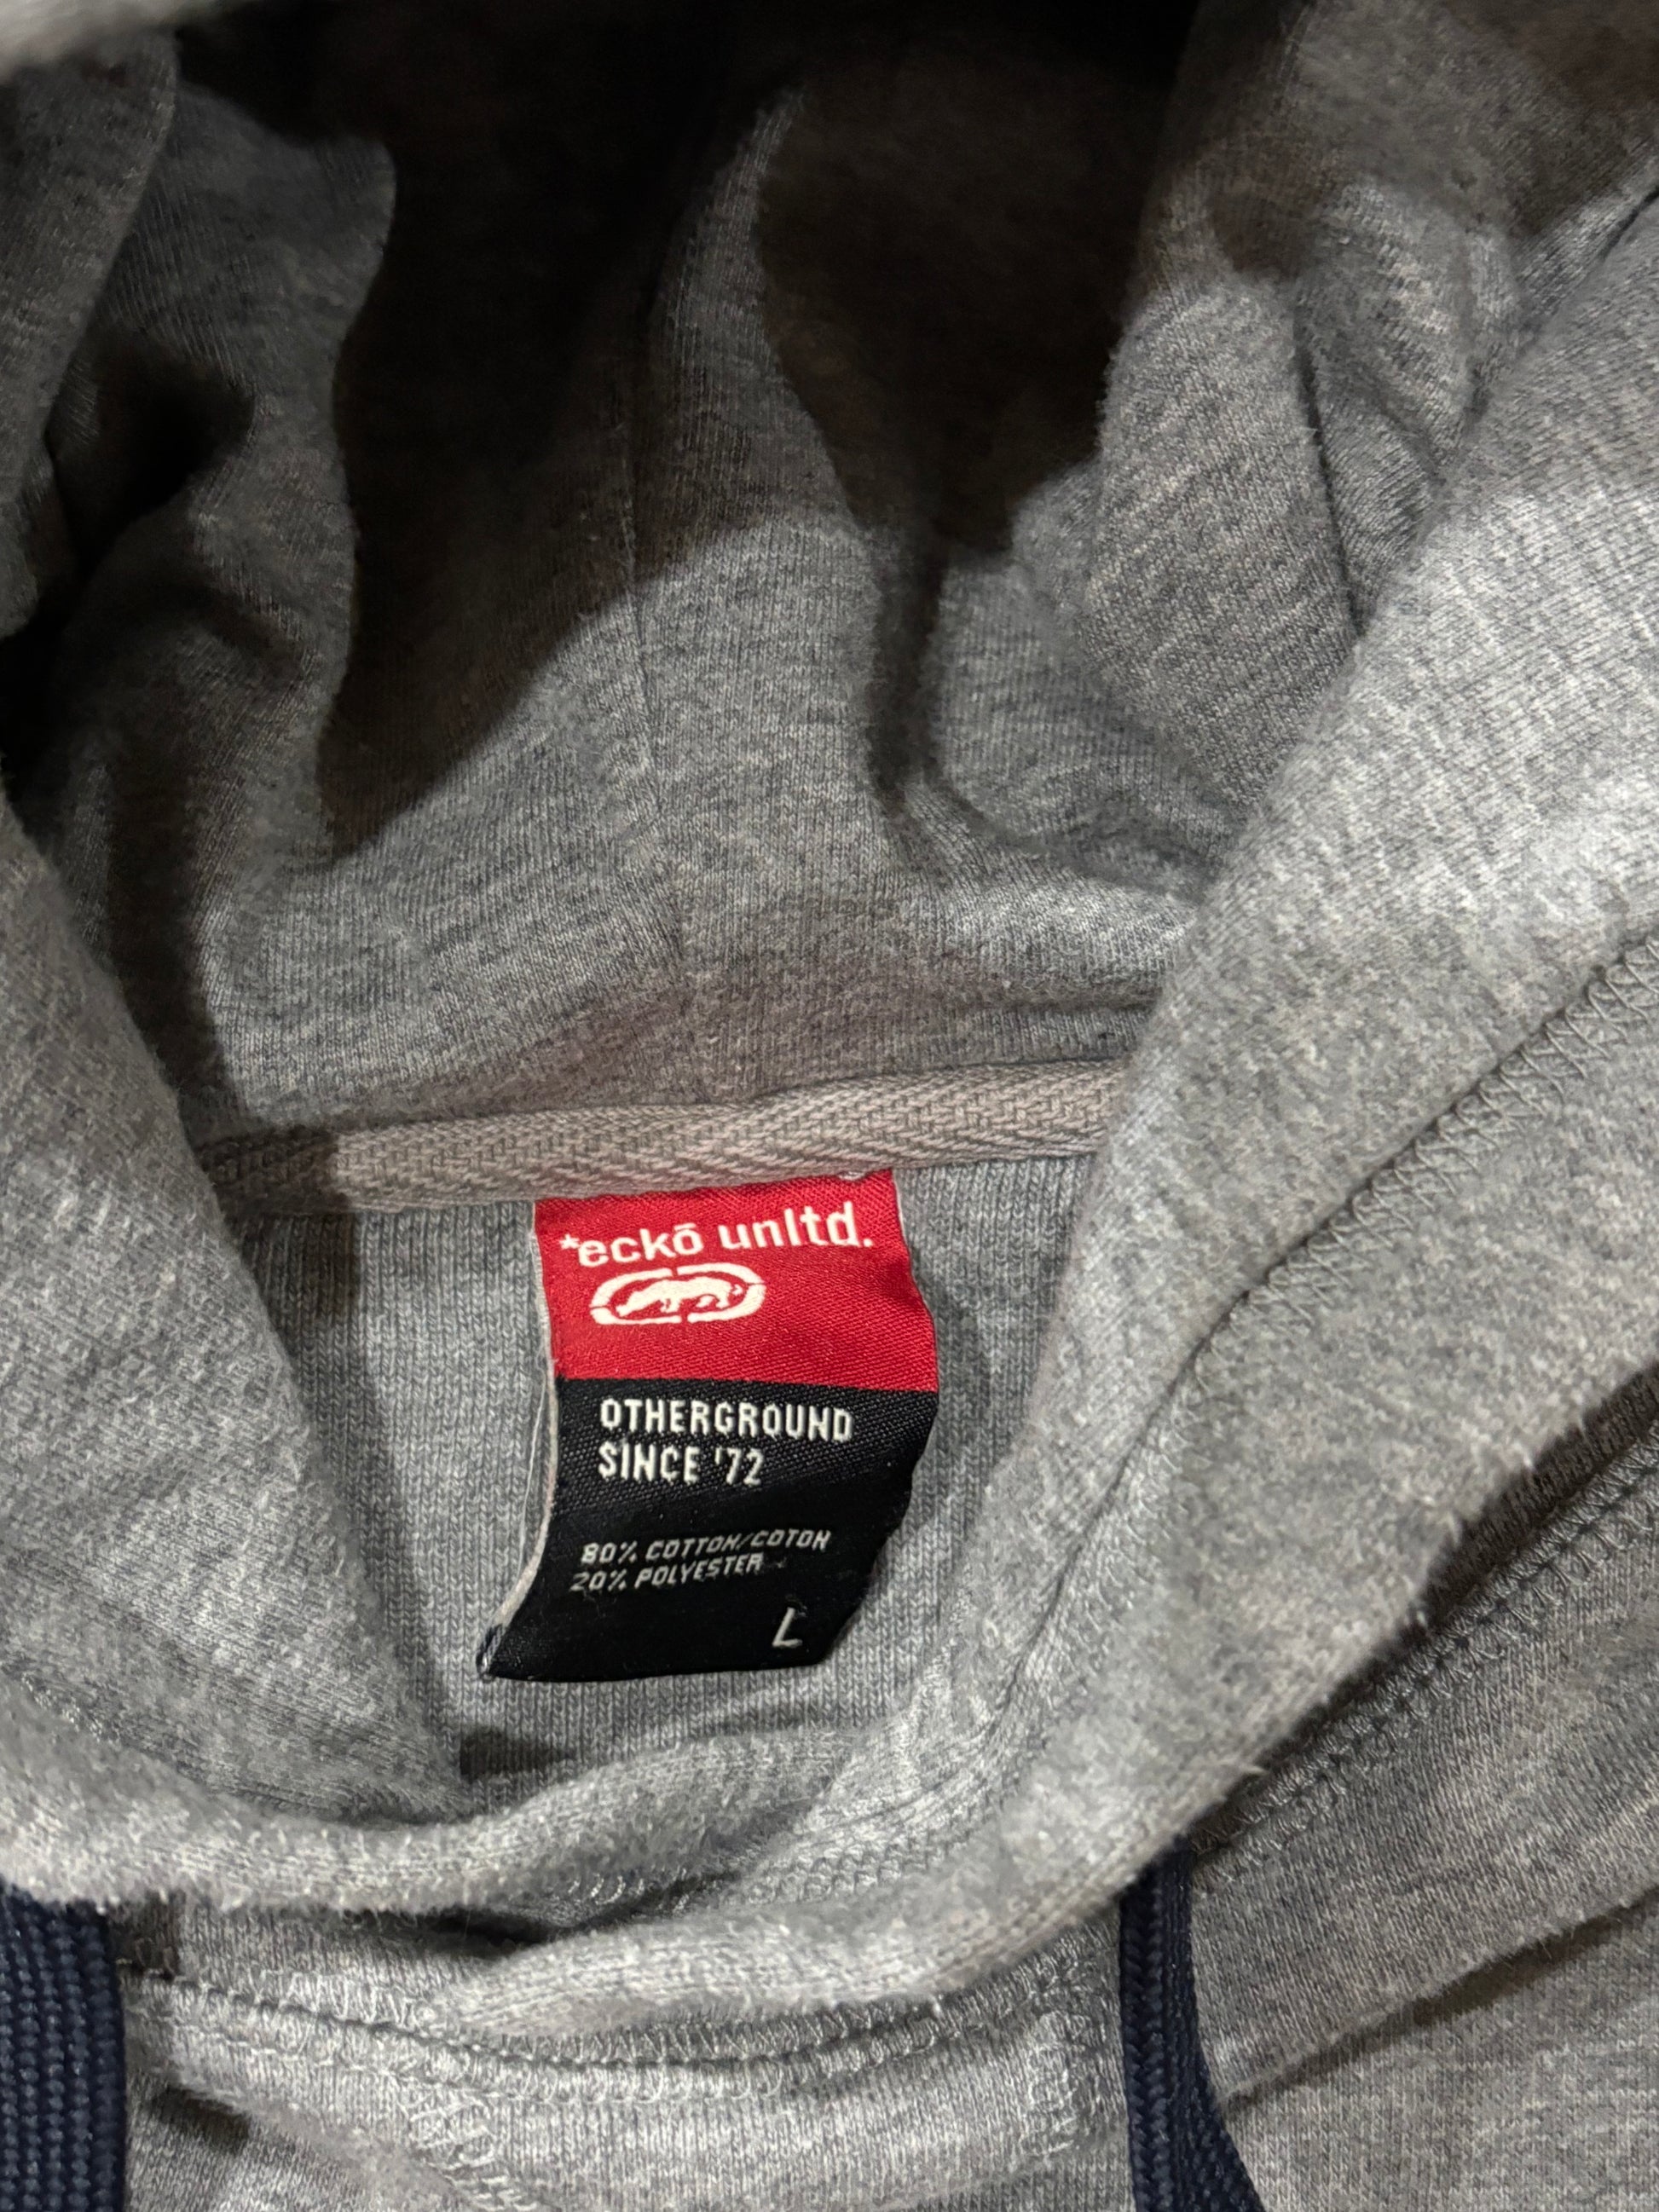 *eckō unltd.
OTHERGROUND
SINCE '72
80% COTTON/COTON
20% POLYESTER
L